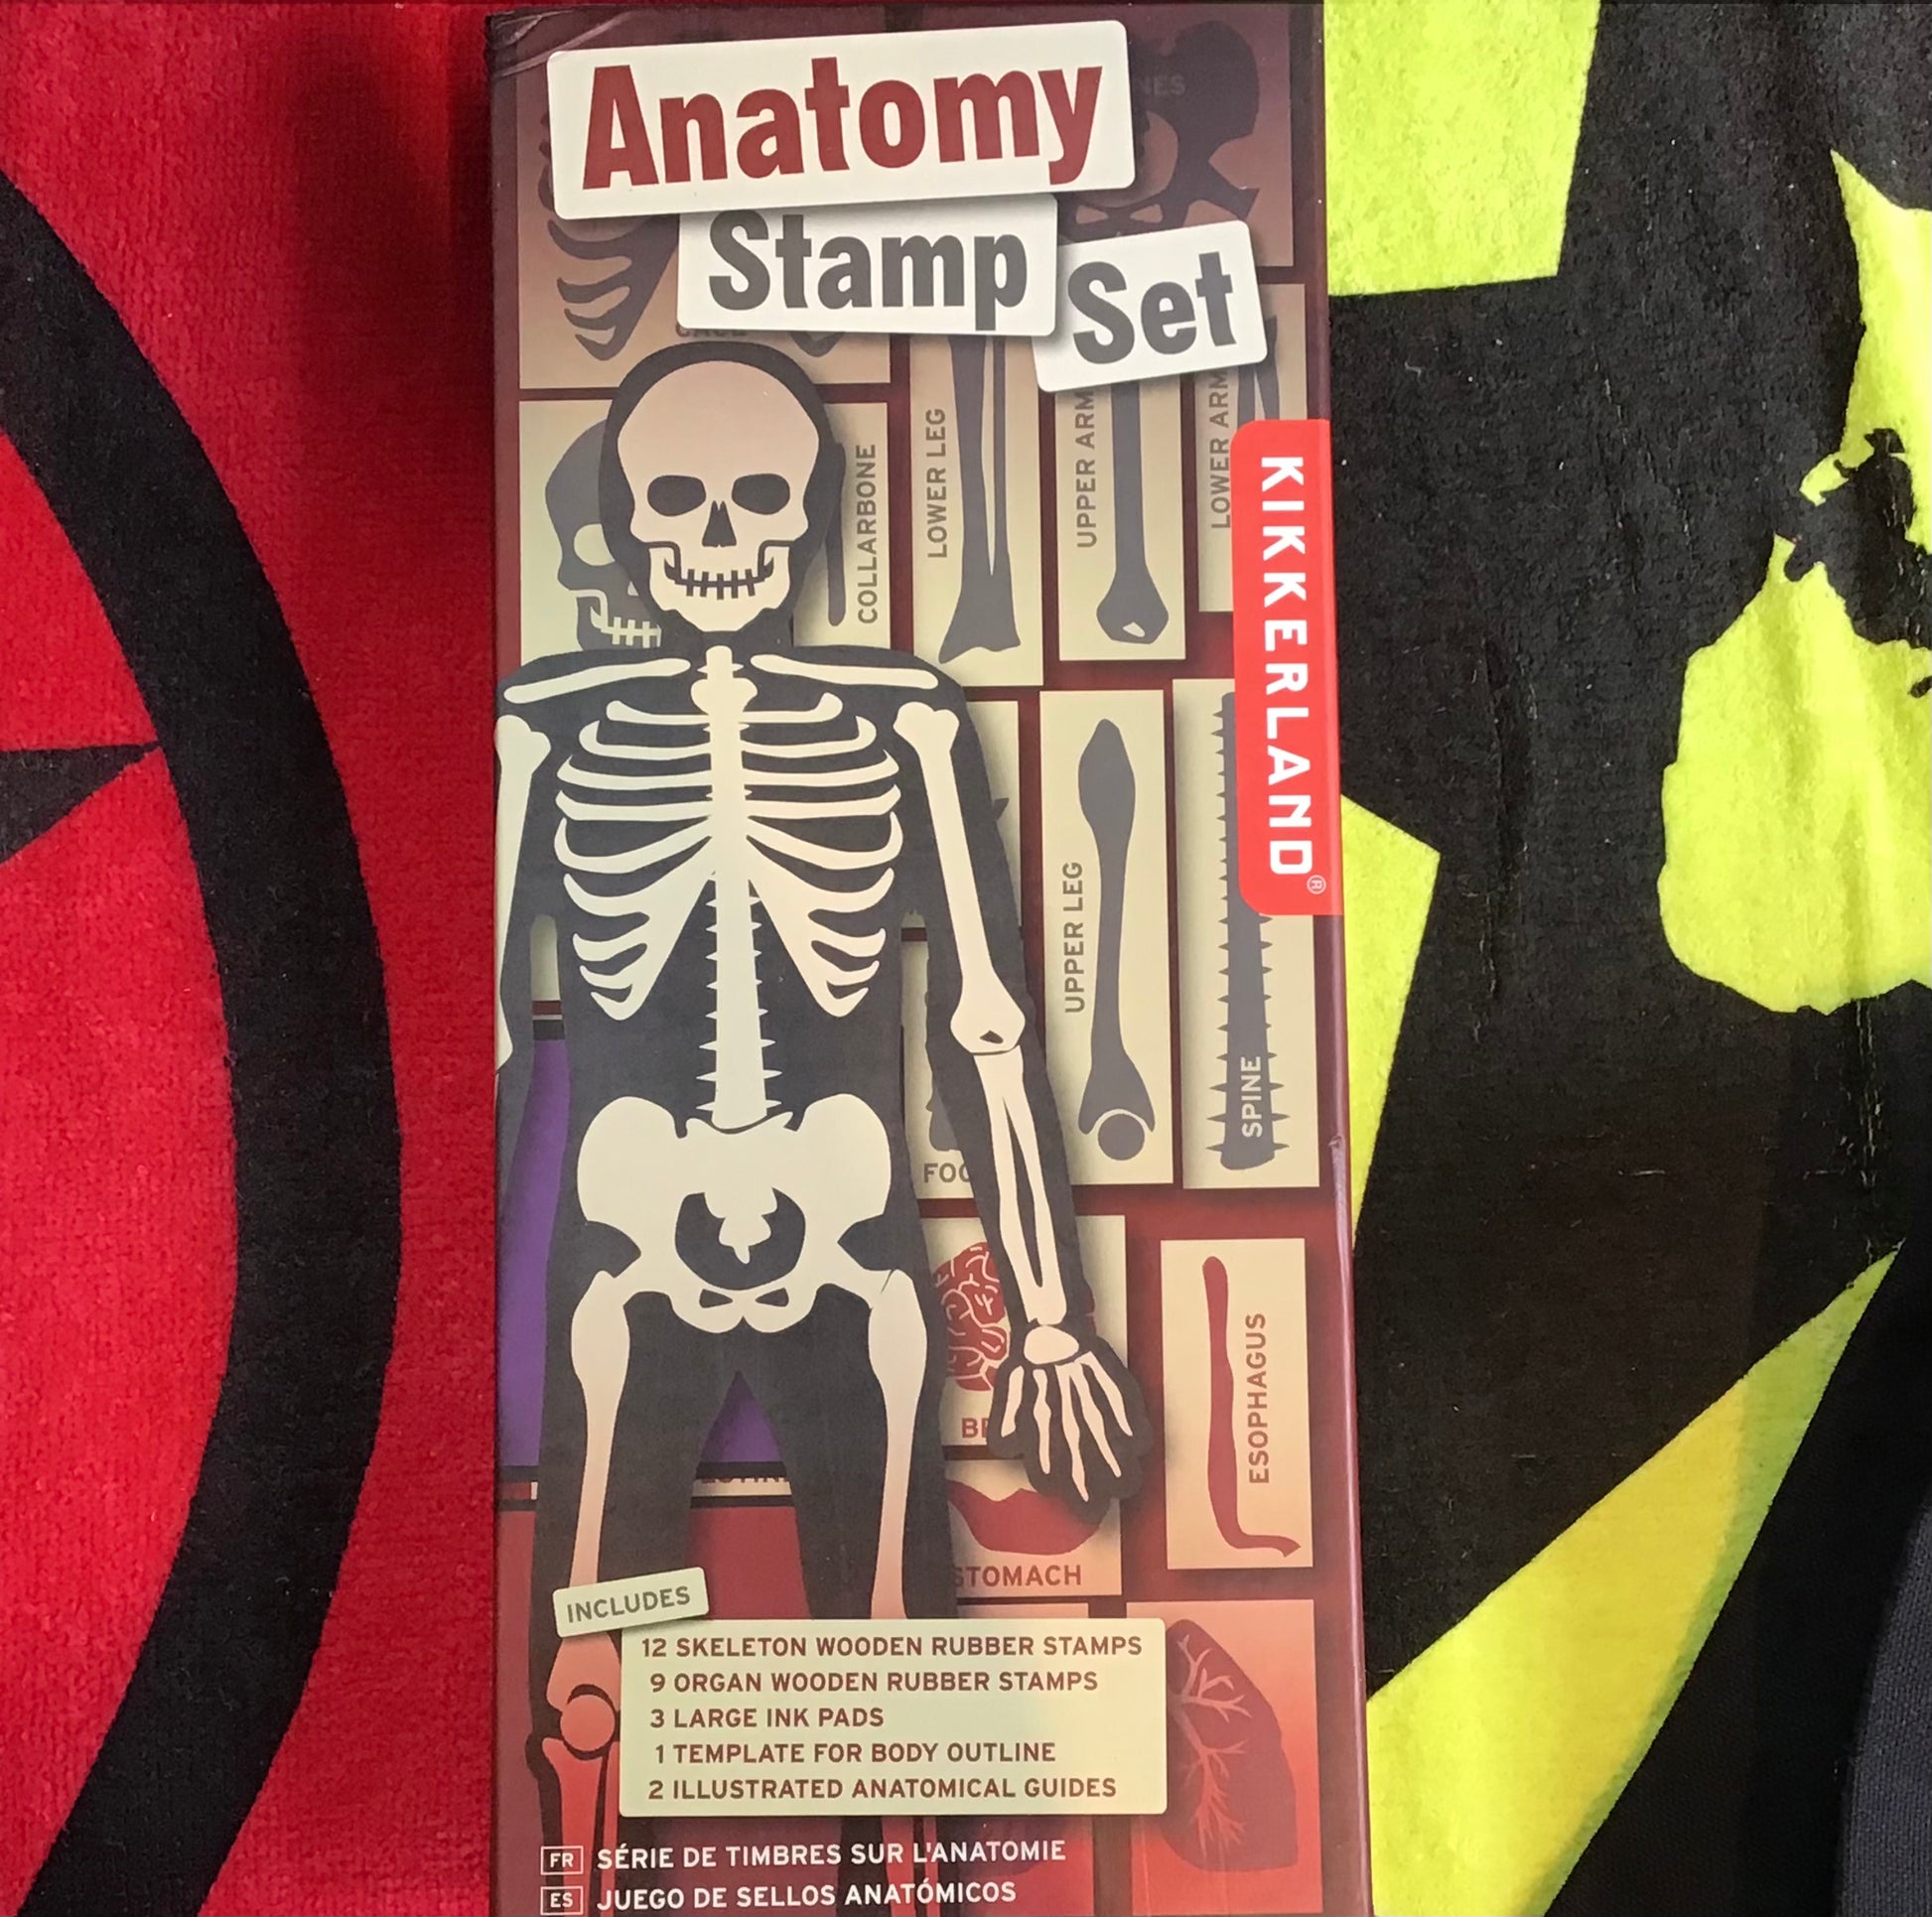 Anatomy
Stamp
Set
COLLARBONE
LOWER LEG
UPPER ARM
LOWER ARM
KIKKERLAND®
UPPER LEG
SPINE
ESOPHAGUS
STOMACH
INCLUDES
12 SKELETON WOODEN RUBBER STAMPS
9 ORGAN WOODEN RUBBER STAMPS
3 LARGE INK PADS
1 TEMPLATE FOR BODY OUTLINE
2 ILLUSTRATED ANATOMICAL GUIDES
FR SÉRIE DE TIMBRES SUR L'ANATOMIE
ES JUEGO DE SELLOS ANATÓMICOS